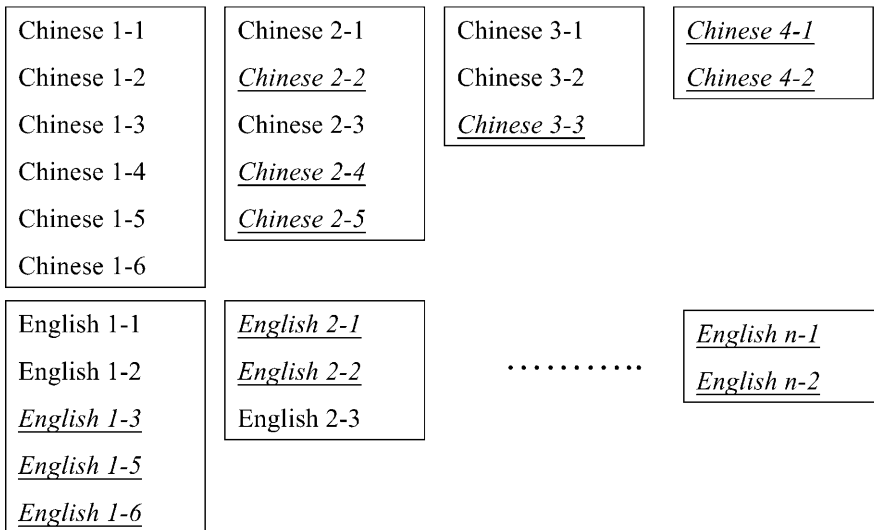 Chinese 1-1
Chinese 1-2
Chinese 1-3
Chinese 1-4
Chinese 1-5
Chinese 1-6
Chinese 2-1
Chinese 2-2
Chinese 2-3
Chinese 2-4
Chinese 2-5
Chinese 3-1
Chinese 3-2
Chinese 3-3
Chinese 4-1
Chinese 4-2
English 1-1
English 1-2
English 1-3
English 1-5
English 1-6
English 2-1
English 2-2
English 2-3
............
English n-1
English n-2